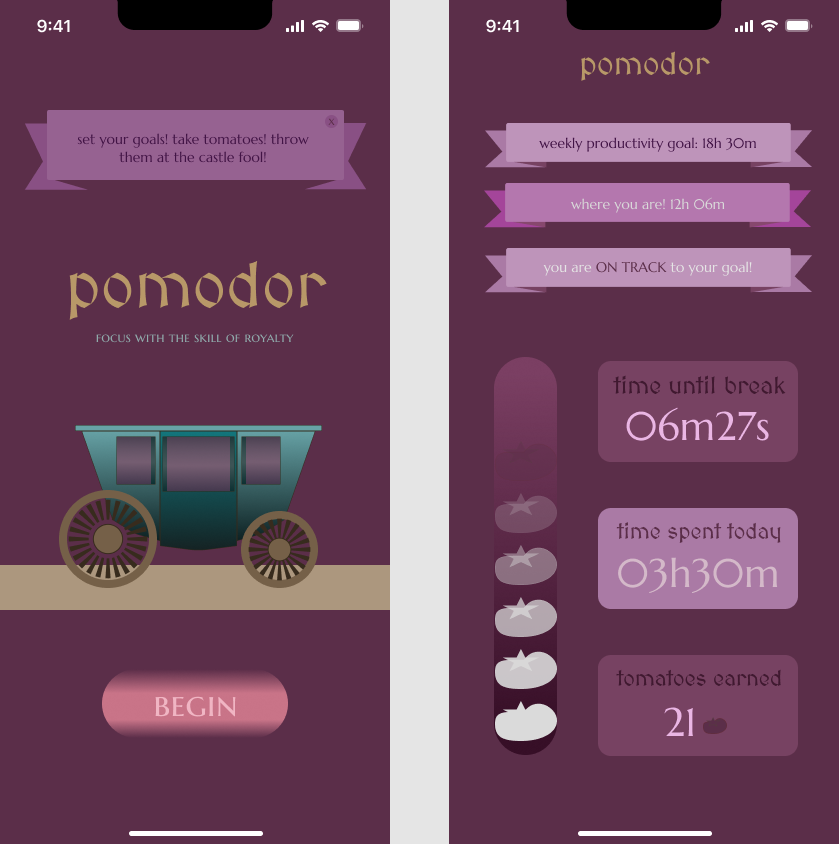 9:41
x
set your goals! take tomatoes! throw
them at the castle fool!
pomodor
FOCUS WITH THE SKILL OF ROYALTY
BEGIN
9:41
pomodor
weekly productivity goal: 18h 30m
where you are! 12h 06m
you are ON TRACK to your goal!
time until break
06m27s
time spent today
03h30m
tomatoes earned
21